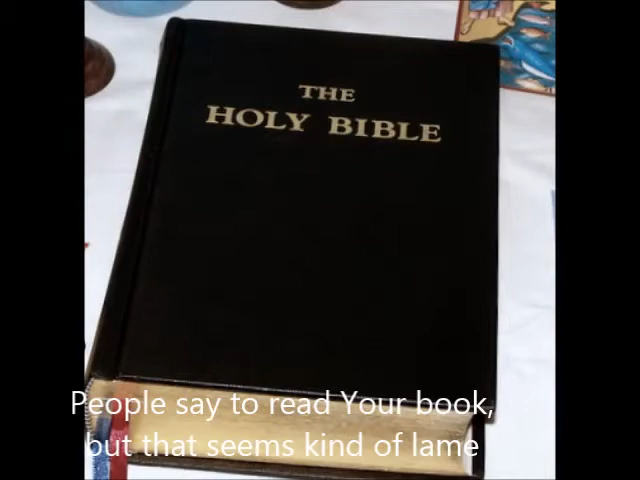 THE
HOLY BIBLE
People say to read Your book,
but that seems kind of lame